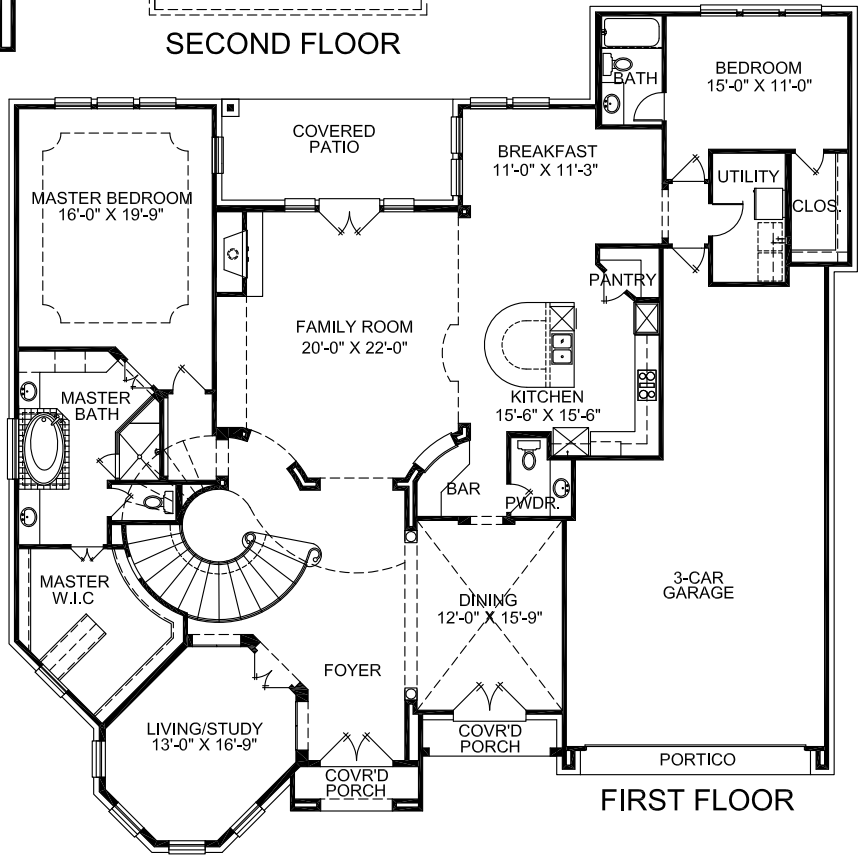 SECOND FLOOR
BATH
BEDROOM
15'-0" X 11'-0"
COVERED
PATIO
BREAKFAST
11'-0" X 11'-3"
UTILITY
CLOS.
MASTER BEDROOM
16'-0" X 19'-9"
PANTRY
FAMILY ROOM
20'-0" X 22'-0"
KITCHEN
15'-6" X 15'-6"
MASTER
BATH
BAR
PWDR.
MASTER
W.I.C
3-CAR
GARAGE
DINING
12'-0" X 15'-9"
FOYER
LIVING/STUDY
13'-0" X 16'-9"
COVR'D
PORCH
COVR'D
PORCH
PORTICO
FIRST FLOOR